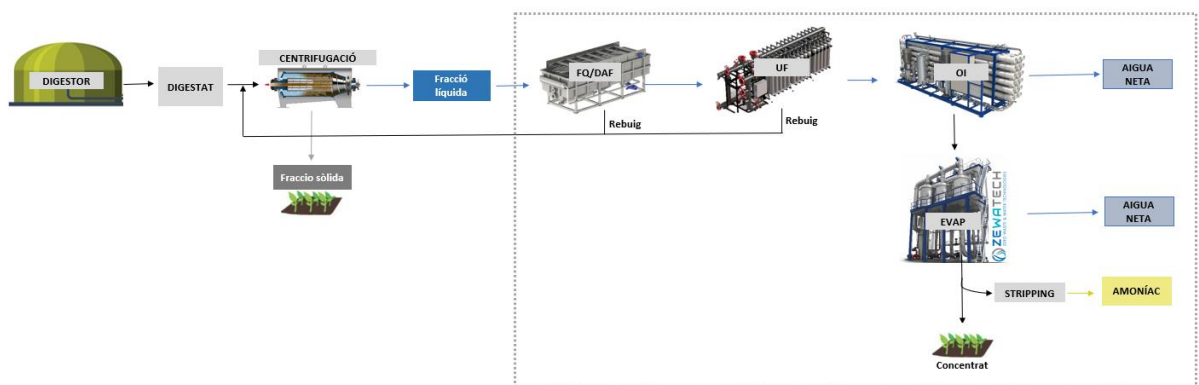 DIGESTOR
DIGESTAT
CENTRIFUGACIÓ
Fracció
líquida
FQ/DAF
UF
OI
AIGUA
NETA
Rebuig
Rebuig
Fraccio sòlida
EVAP
ZEWATECH
AIGUA
NETA
STRIPPING
AMONÍAC
Concentrat